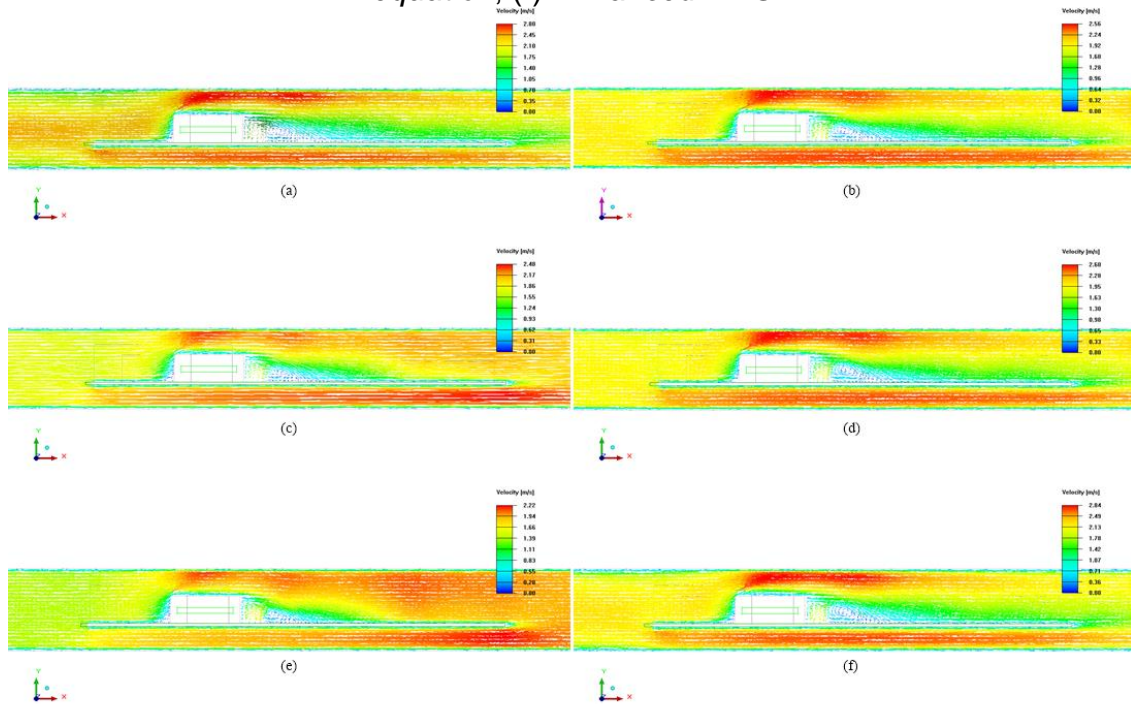 equation,
Velocity [m/s]
2.80
2.45
2.10
1.75
1.40
1.05
0.70
0.35
0.00
(a)
Y
X
Velocity [m/s]
2.56
2.24
1.92
1.60
1.28
0.96
0.64
0.32
0.00
(b)
Y
X
Velocity [m/s]
2.48
2.17
1.86
1.55
1.24
0.93
0.62
0.31
0.00
(c)
Y
X
Velocity [m/s]
2.60
2.28
1.95
1.63
1.30
0.98
0.65
0.33
0.00
(d)
Y
X
Velocity [m/s]
2.22
1.94
1.66
1.39
1.11
0.83
0.55
0.28
0.00
(e)
Y
X
Velocity [m/s]
2.84
2.49
2.13
1.78
1.42
1.07
0.71
0.36
0.00
(f)
Y
X